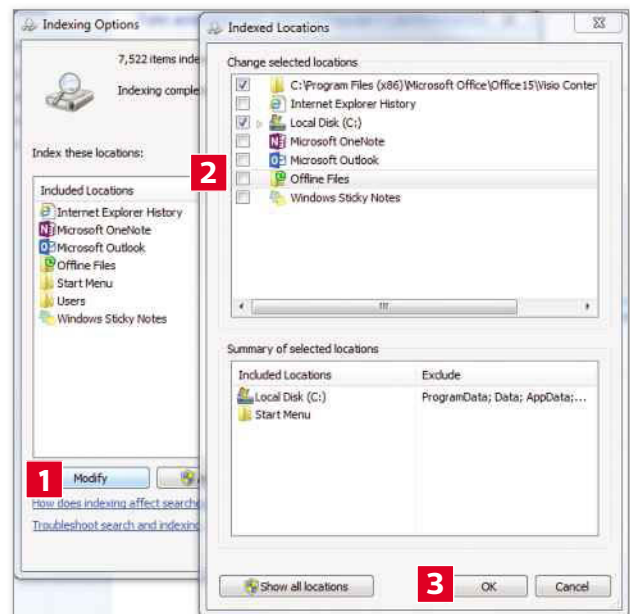 Indexing Options
7,522 items inde
Indexing comple
Index these locations:
Included Locations
Internet Explorer History
Microsoft OneNote
Microsoft Outlook
Offline Files
Start Menu
Users
Windows Sticky Notes
1
Modify
How does indexing affect searche
Troubleshoot search and indexing
Indexed Locations
Change selected locations
C:\Program Files (x86)\Microsoft Office\Office15\Visio Conter
Internet Explorer History
Local Disk (C:)
Microsoft OneNote
Microsoft Outlook
2
Offline Files
Windows Sticky Notes
Summary of selected locations
Included Locations Exclude
Local Disk (C:) ProgramData; Data; AppData;...
Start Menu
Show all locations
3
OK
Cancel